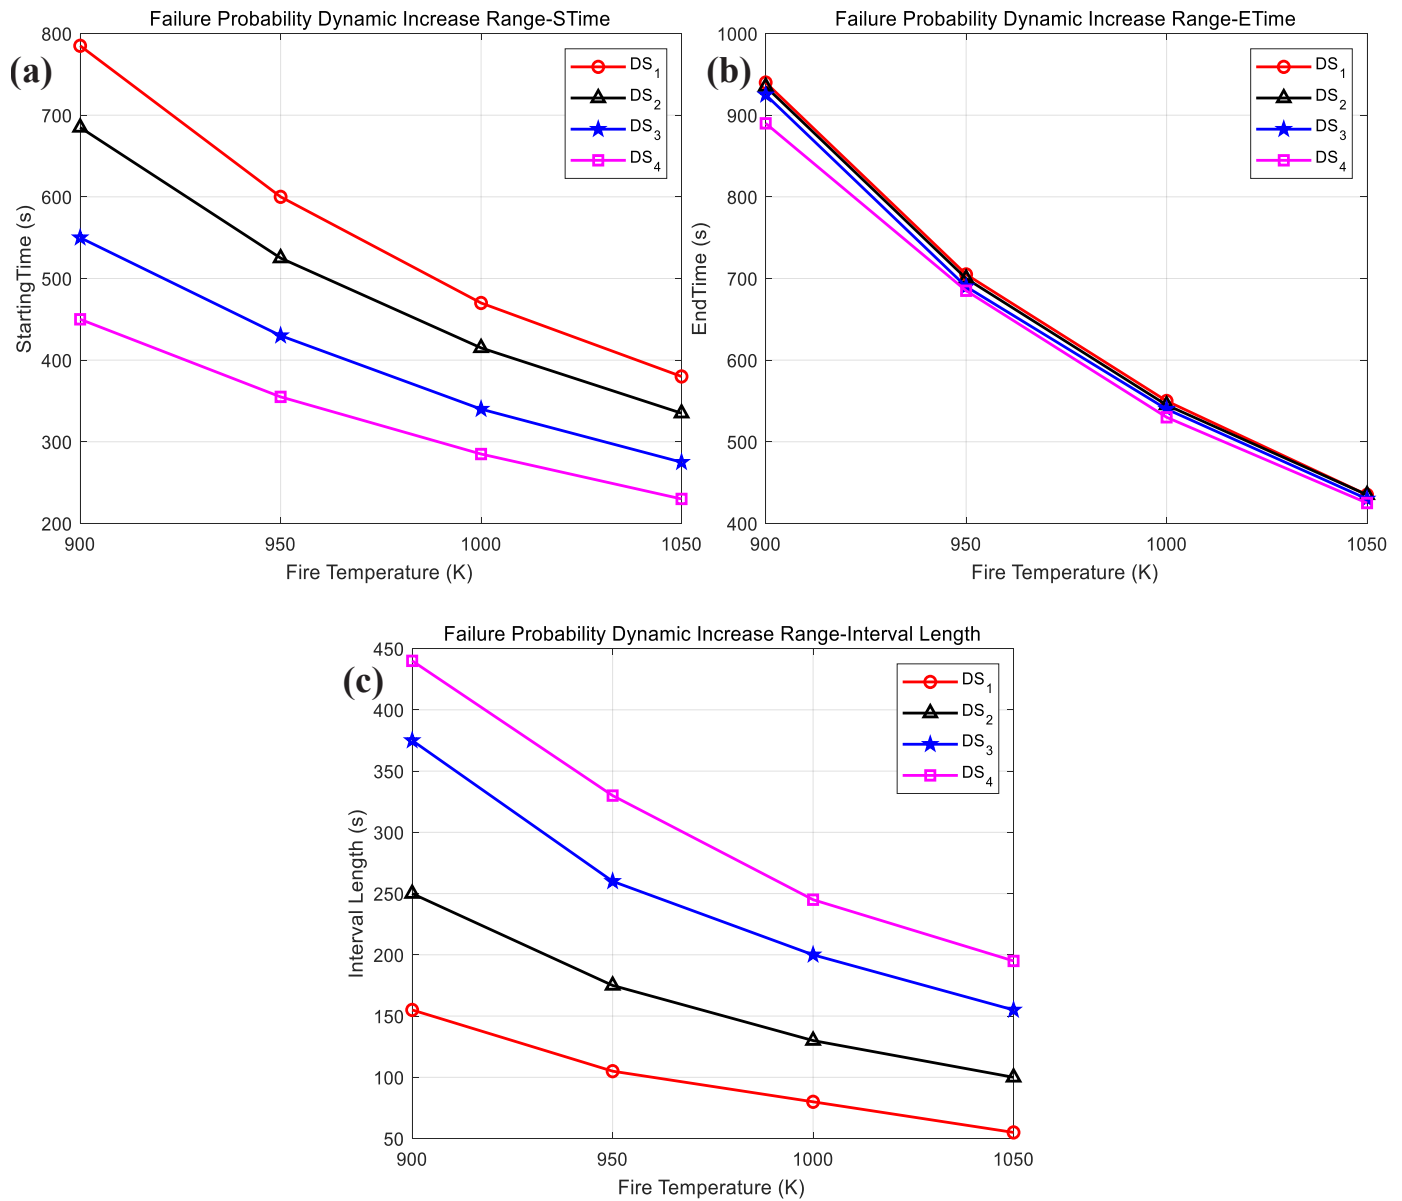 Failure Probability Dynamic Increase Range-STime
(a)
800
700
600
500
400
300
200
StartingTime (s)
900
950
1000
1050
Fire Temperature (K)
DS1
DS2
DS3
DS4
Failure Probability Dynamic Increase Range-ETime
(b)
1000
900
800
700
600
500
400
EndTime (s)
900
950
1000
1050
Fire Temperature (K)
DS1
DS2
DS3
DS4
Failure Probability Dynamic Increase Range-Interval Length
(c)
450
400
350
300
250
200
150
100
50
Interval Length (s)
900
950
1000
1050
Fire Temperature (K)
DS1
DS2
DS3
DS4